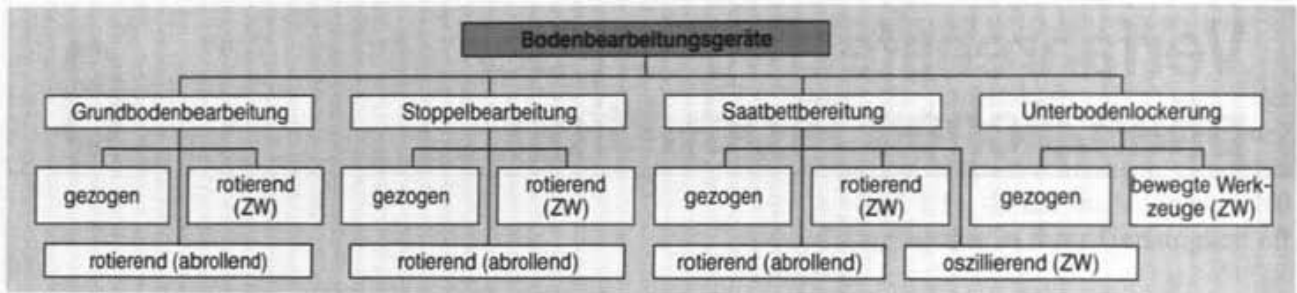 Bodenbearbeitungsgeräte
Grundbodenbearbeitung
Stoppelbearbeitung
Saatbettbereitung
Unterbodenlockerung
gezogen
rotierend
(ZW)
gezogen
rotierend
(ZW)
gezogen
rotierend
(ZW)
gezogen
bewegte Werk-
zeuge (ZW)
rotierend (abrollend)
rotierend (abrollend)
rotierend (abrollend)
oszillierend (ZW)